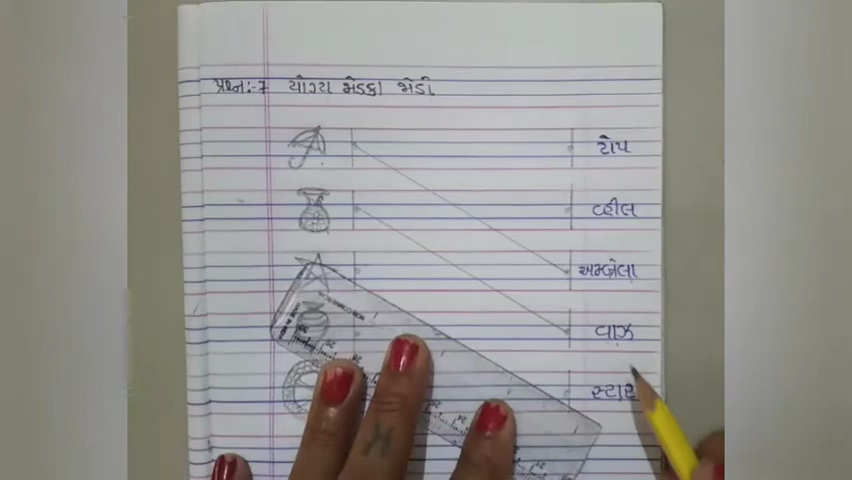 પ્રશ્ન:-7 યોગ્ય જોડકા જોડો
ટોપ
વ્હીલ
અમ્બ્રેલા
વાઝ
સ્ટાર